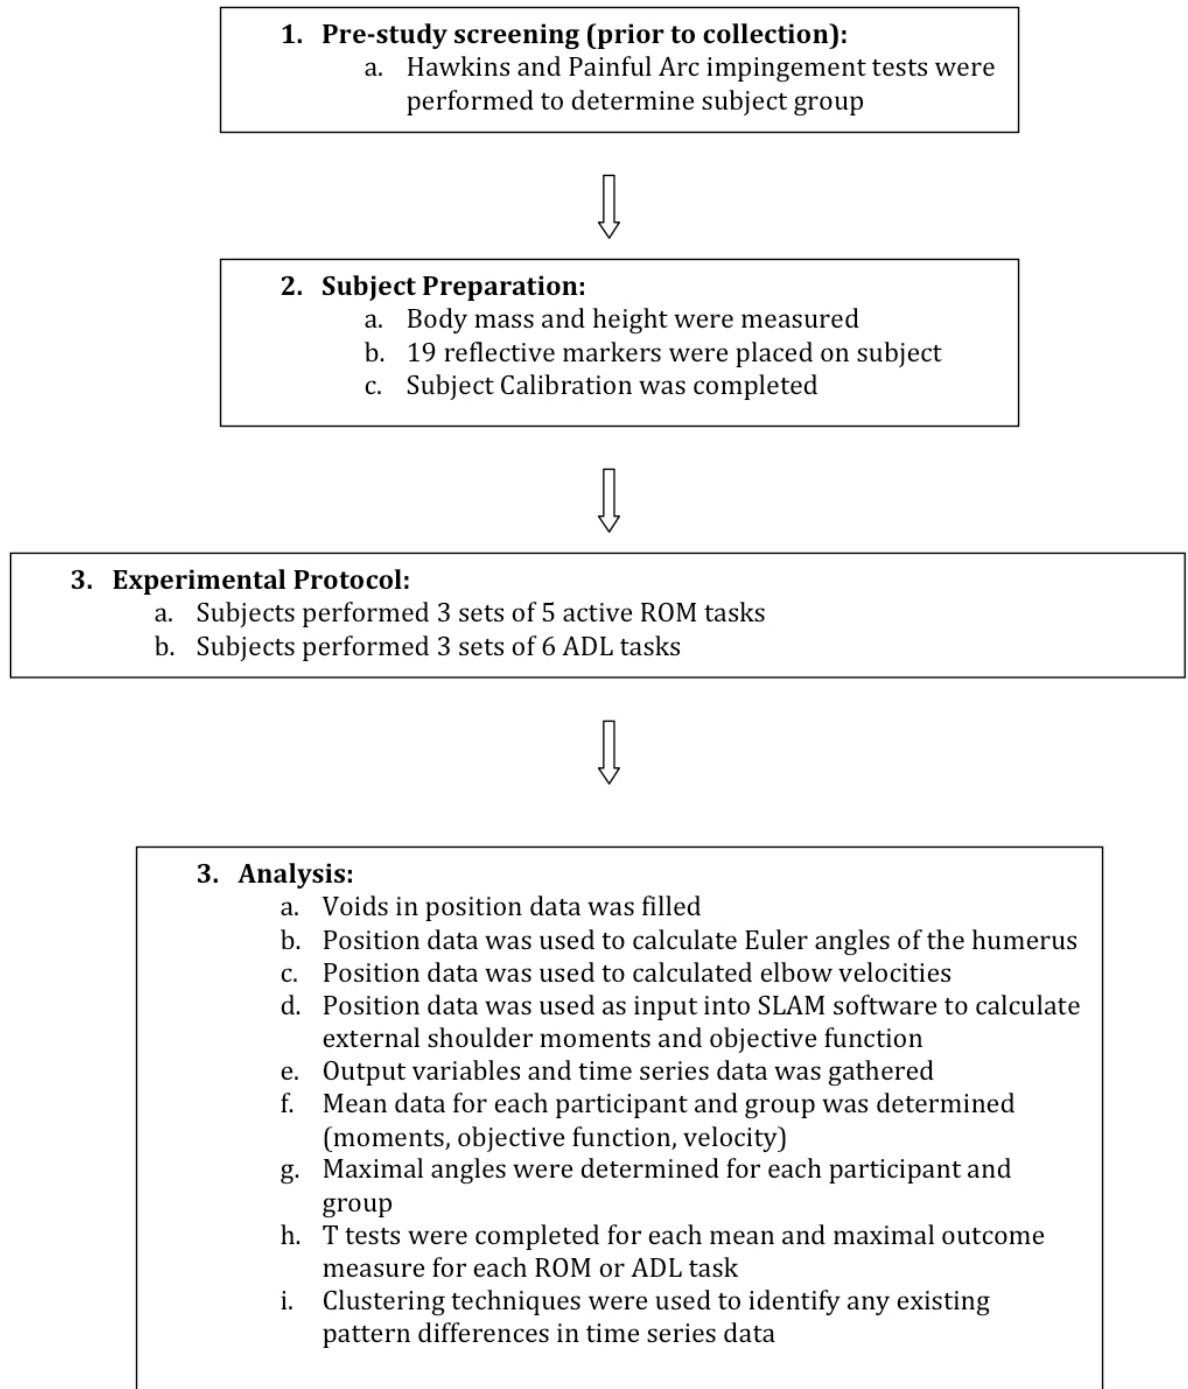 1. Pre-study screening (prior to collection):
a. Hawkins and Painful Arc impingement tests were
performed to determine subject group
2. Subject Preparation:
a. Body mass and height were measured
b. 19 reflective markers were placed on subject
c. Subject Calibration was completed
3. Experimental Protocol:
a. Subjects performed 3 sets of 5 active ROM tasks
b. Subjects performed 3 sets of 6 ADL tasks
3. Analysis:
a. Voids in position data was filled
b. Position data was used to calculate Euler angles of the humerus
c. Position data was used to calculated elbow velocities
d. Position data was used as input into SLAM software to calculate
external shoulder moments and objective function
e. Output variables and time series data was gathered
f. Mean data for each participant and group was determined
(moments, objective function, velocity)
g. Maximal angles were determined for each participant and
group
h. T tests were completed for each mean and maximal outcome
measure for each ROM or ADL task
i. Clustering techniques were used to identify any existing
pattern differences in time series data